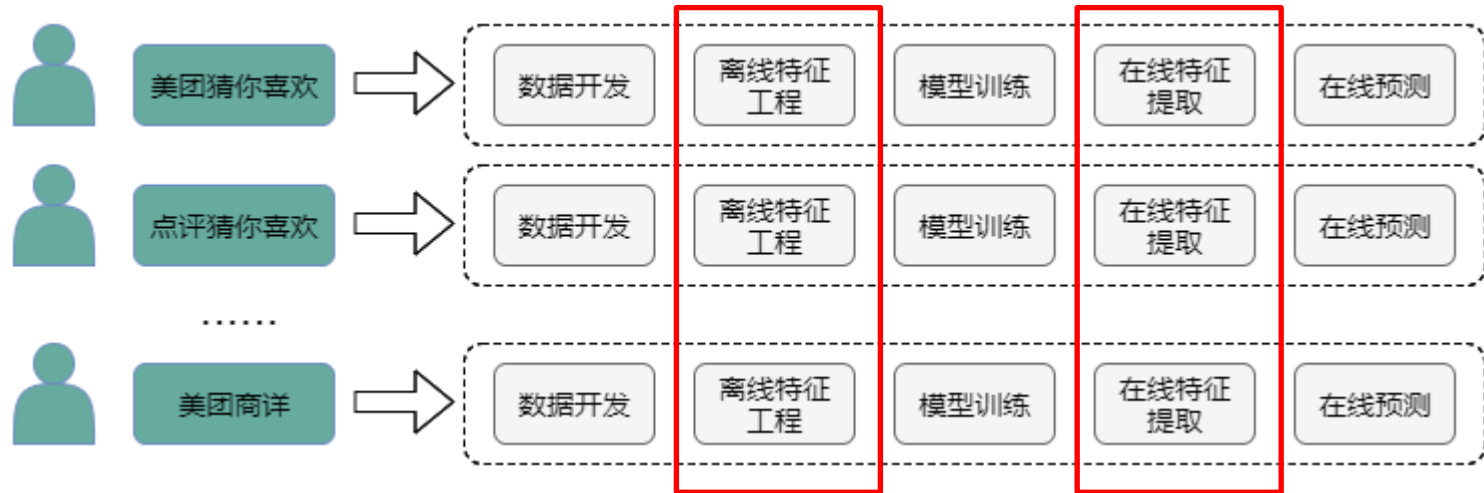 美团猜你喜欢
数据开发
离线特征
工程
模型训练
在线特征
提取
在线预测
点评猜你喜欢
数据开发
离线特征
工程
模型训练
在线特征
提取
在线预测
......
美团商详
数据开发
离线特征
工程
模型训练
在线特征
提取
在线预测